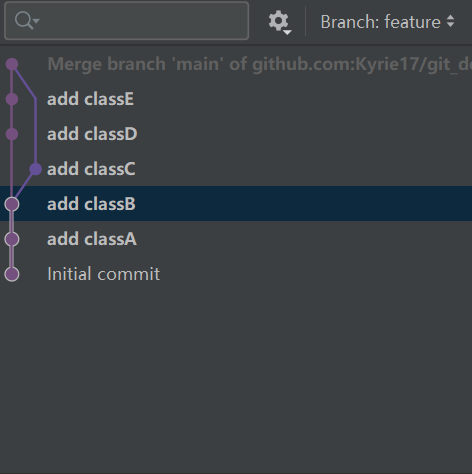 Branch: feature
Merge branch 'main' of github.com:Kyrie17/git_de
add classE
add classD
add classC
add classB
add classA
Initial commit